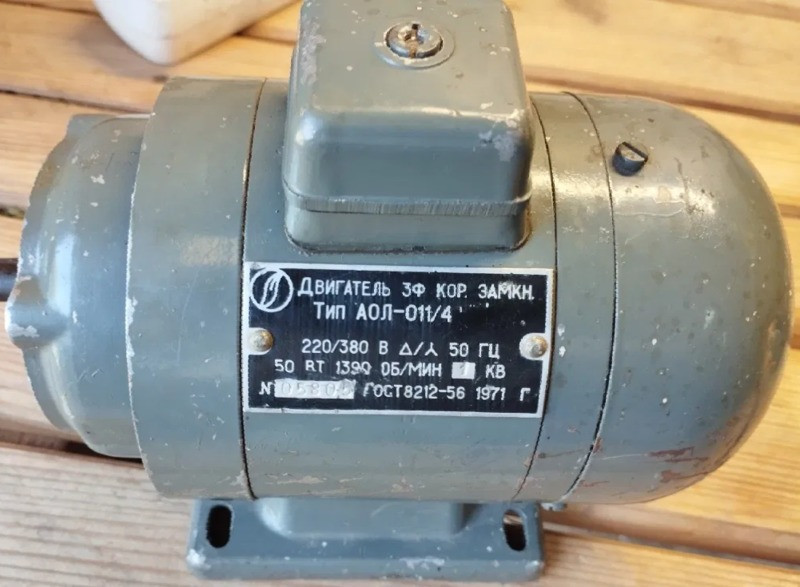 ДВИГАТЕЛЬ 3Ф КОР. ЗАМКН.
Тип АОЛ-011/4
220/380 В △/⅄ 50 ГЦ
50 ВТ 1390 ОБ/МИН 1 КВ
№ ГОСТ8212-56 1971 Г